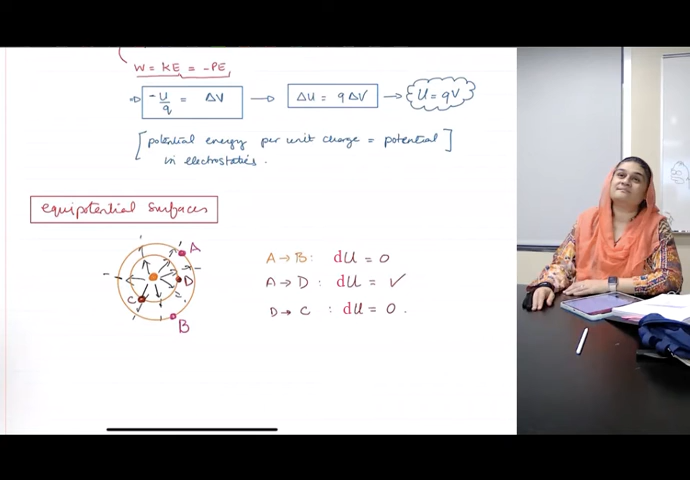 W = KE = -PE
-U/q = ΔV → ΔU = qΔV → U = qV
[potential energy per unit charge = potential]
in electrostatics.
equipotential surfaces
A
D
C
B
A → B: dU = 0
A → D: dU = ✓
D → C : dU = 0.